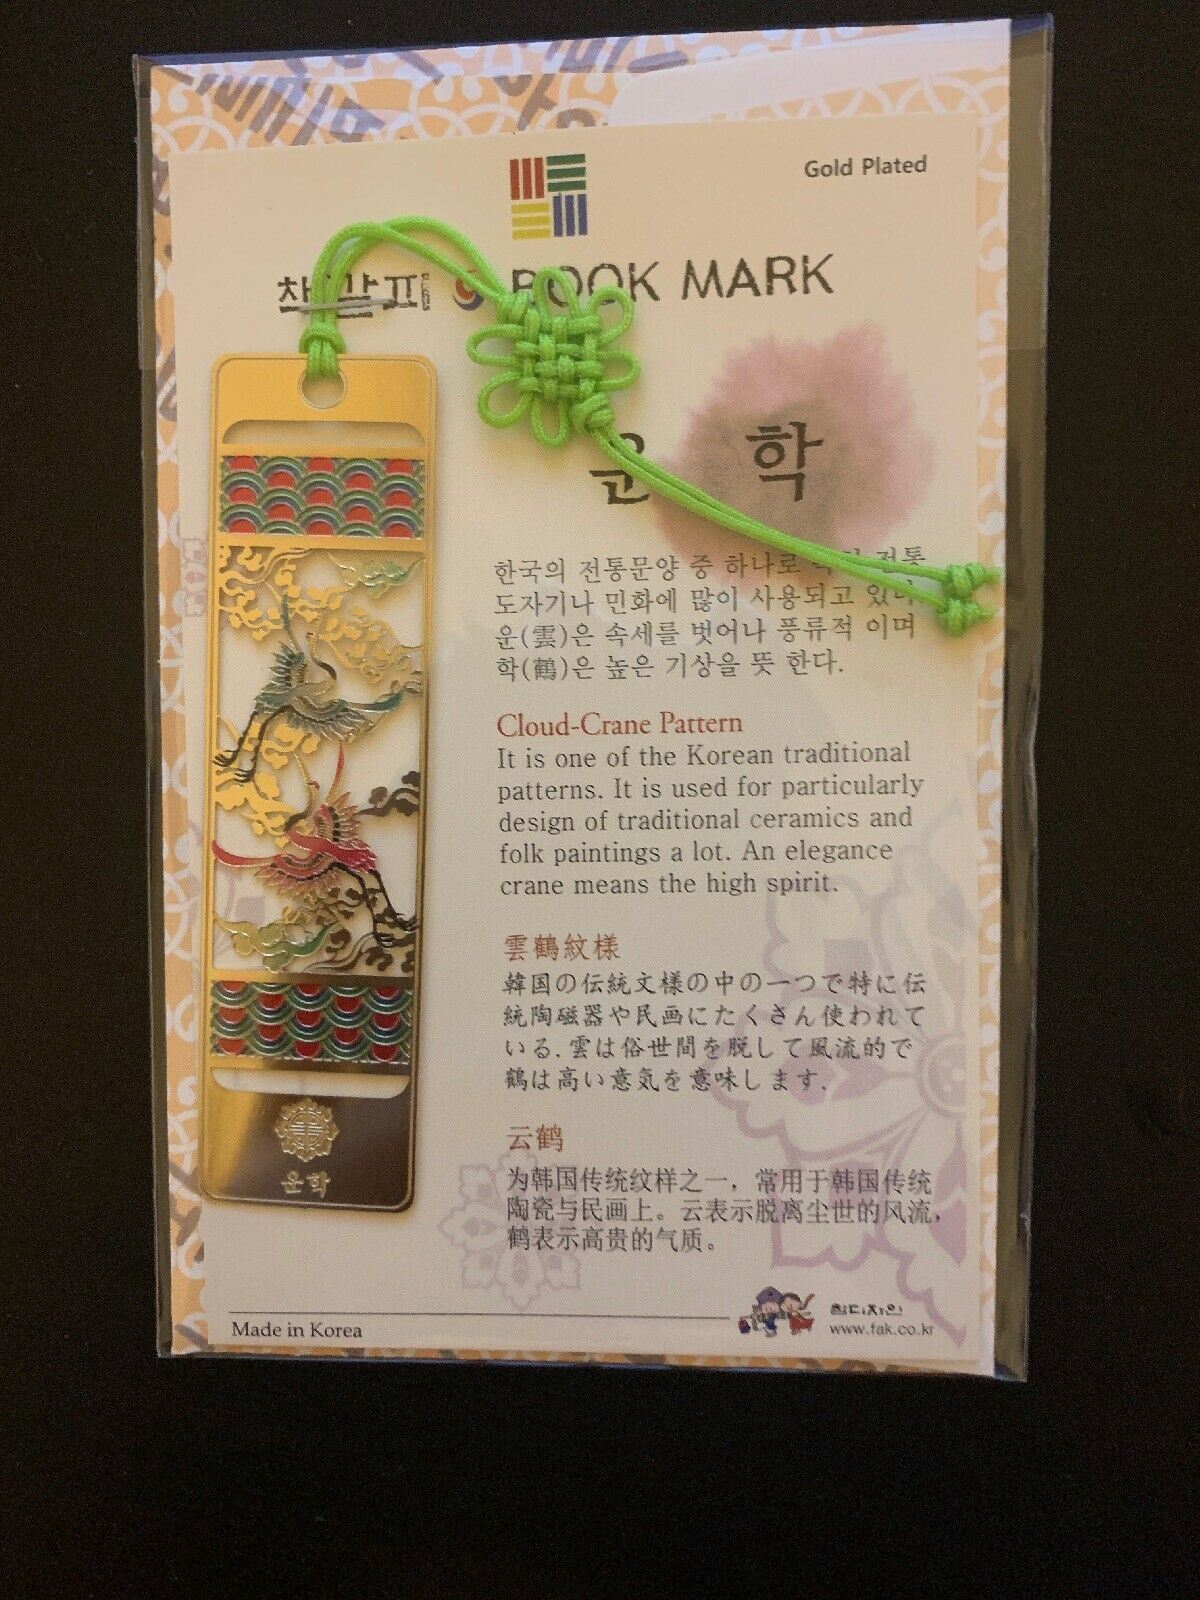 Gold Plated
책갈피 BOOK MARK
운 학
한국의 전통문양 중 하나로 전통
도자기나 민화에 많이 사용되고 있
운(雲)은 속세를 벗어나 풍류적 이며
학(鶴)은 높은 기상을 뜻 한다.
Cloud-Crane Pattern
It is one of the Korean traditional
patterns. It is used for particularly
design of traditional ceramics and
folk paintings a lot. An elegance
crane means the high spirit.
雲鶴紋様
韓国の伝統文様の中の一つで特に伝
統陶磁器や民画にたくさん使われて
いる.雲は俗世間を脱して風流的で
鶴は高い意気を意味します.
云鹤
为韩国传统纹样之一，常用于韩国传统
陶瓷与民画上。云表示脱离尘世的风流，
鹤表示高贵的气质。
운학
Made in Korea
www.fak.co.kr